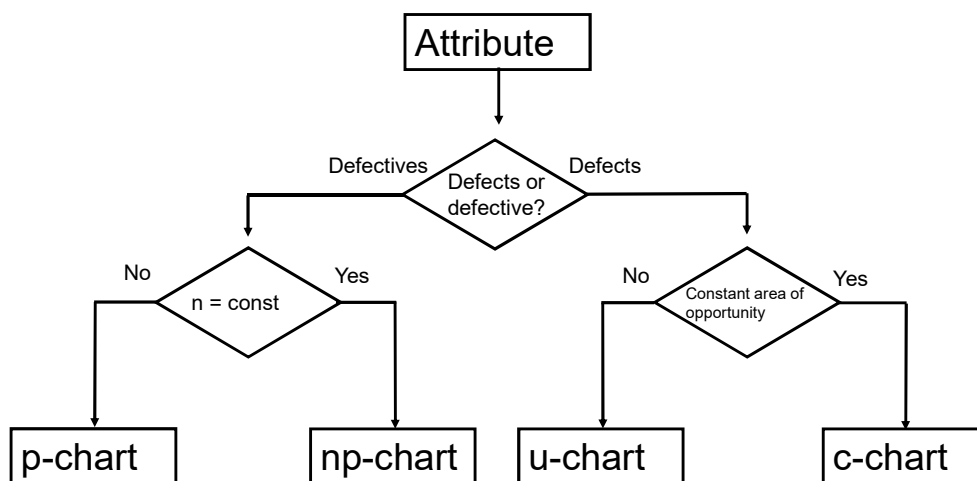 Attribute
Defectives
Defects
Defects or
defective?
No
Yes
n = const
No
Yes
Constant area of
opportunity
p-chart
np-chart
u-chart
c-chart